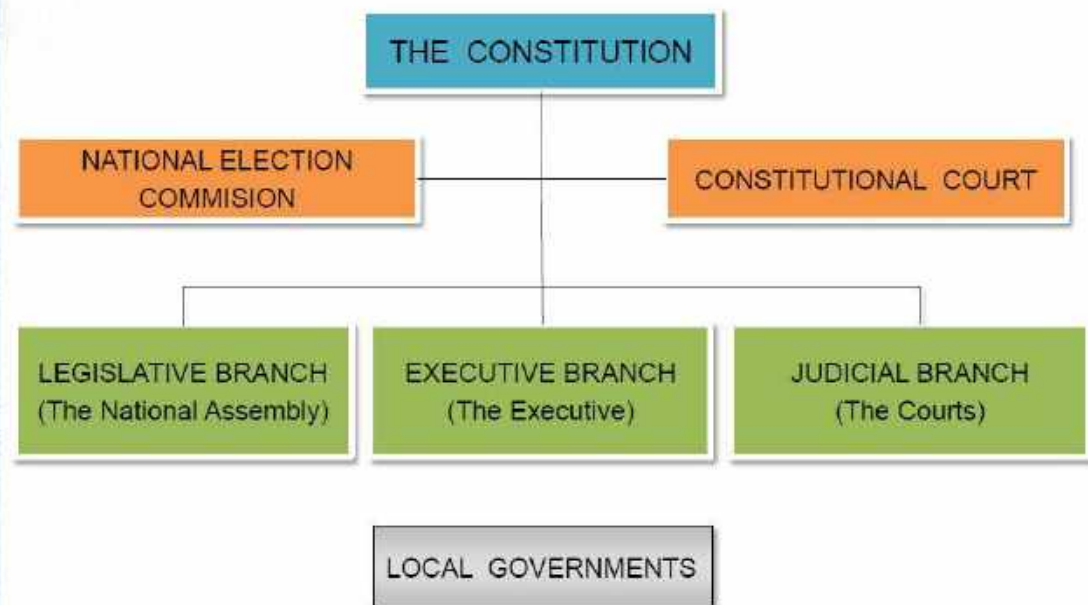 THE CONSTITUTION
NATIONAL ELECTION
COMMISION
CONSTITUTIONAL COURT
LEGISLATIVE BRANCH
(The National Assembly)
EXECUTIVE BRANCH
(The Executive)
JUDICIAL BRANCH
(The Courts)
LOCAL GOVERNMENTS